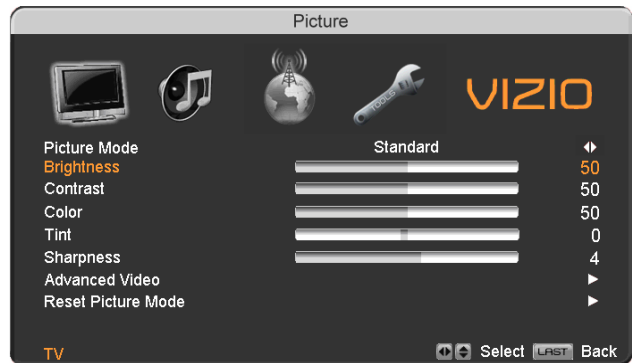 Picture
TOOLS
VIZIO
Picture Mode Standard
Brightness 50
Contrast 50
Color 50
Tint 0
Sharpness 4
Advanced Video
Reset Picture Mode
TV Select LAST Back